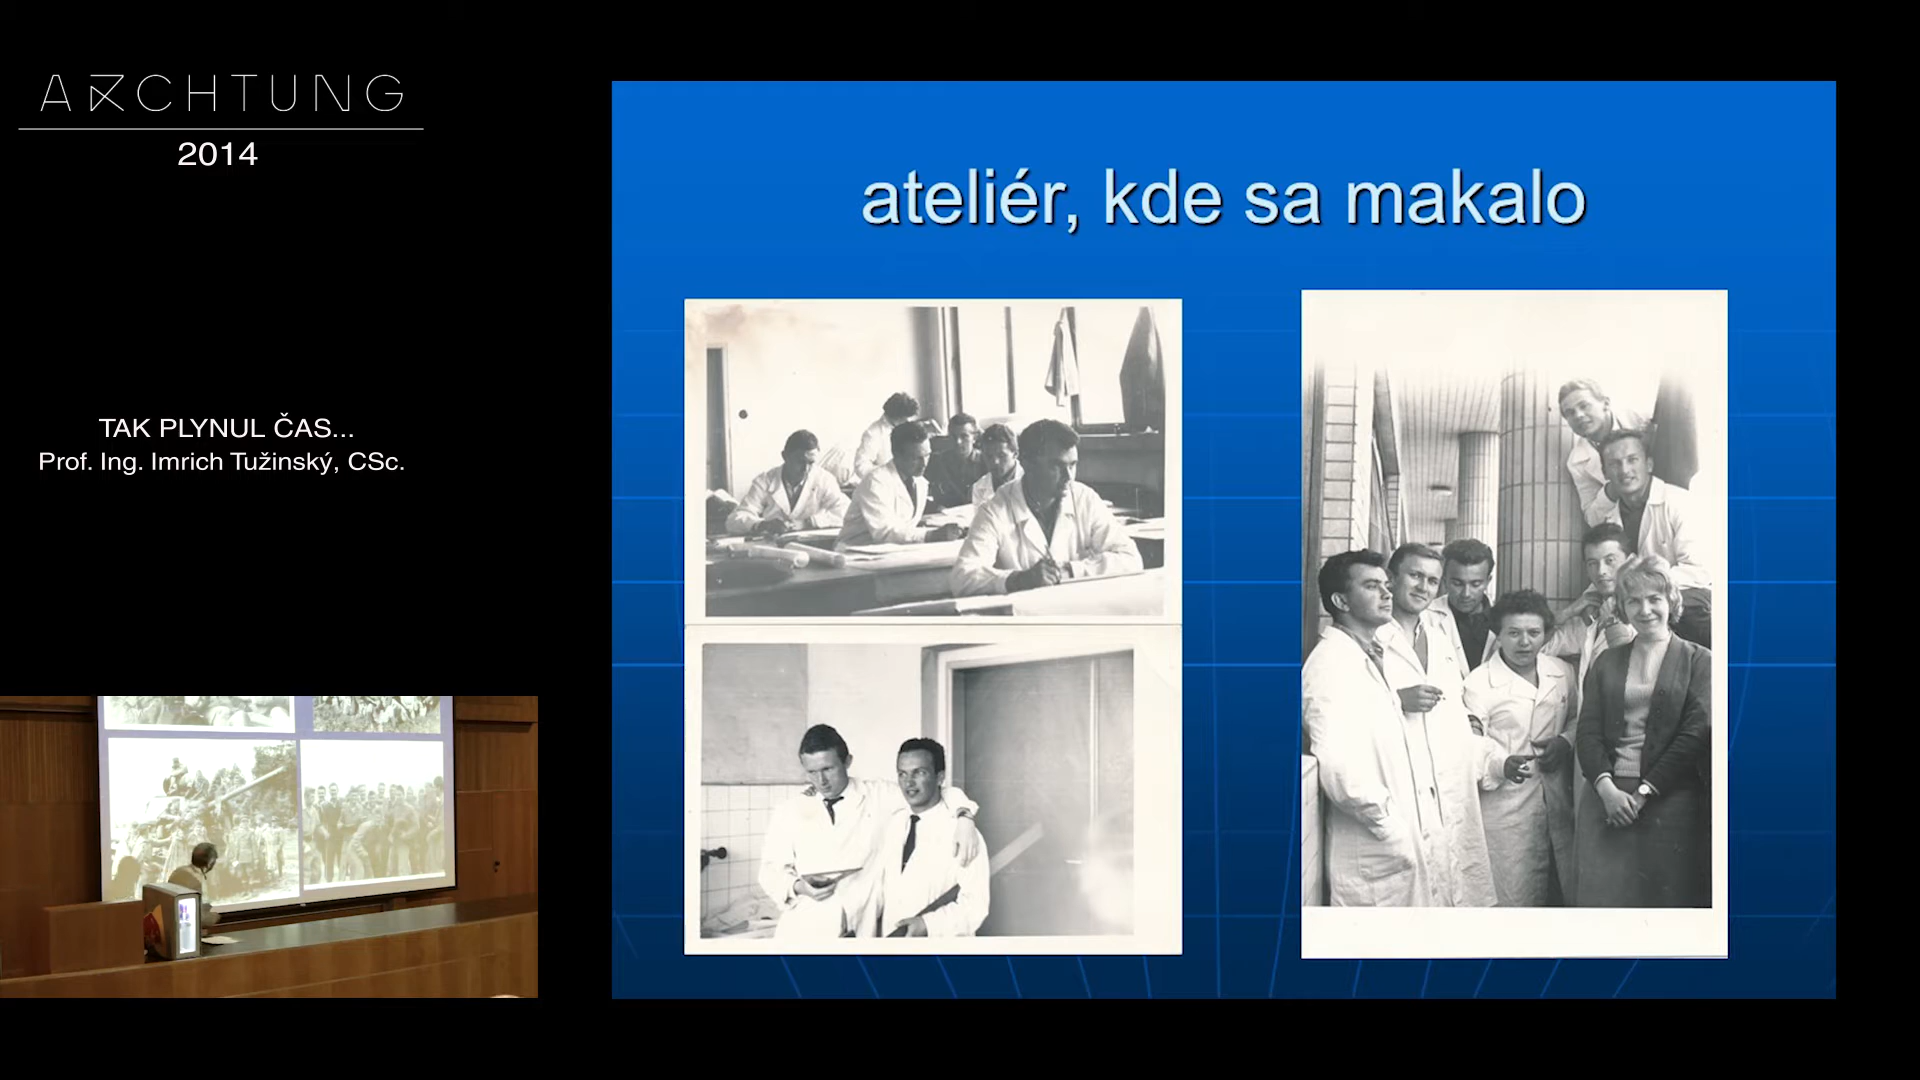 ARCHTUNG
2014
TAK PLYNUL ČAS...
Prof. Ing. Imrich Tužinský, CSc.
ateliér, kde sa makalo